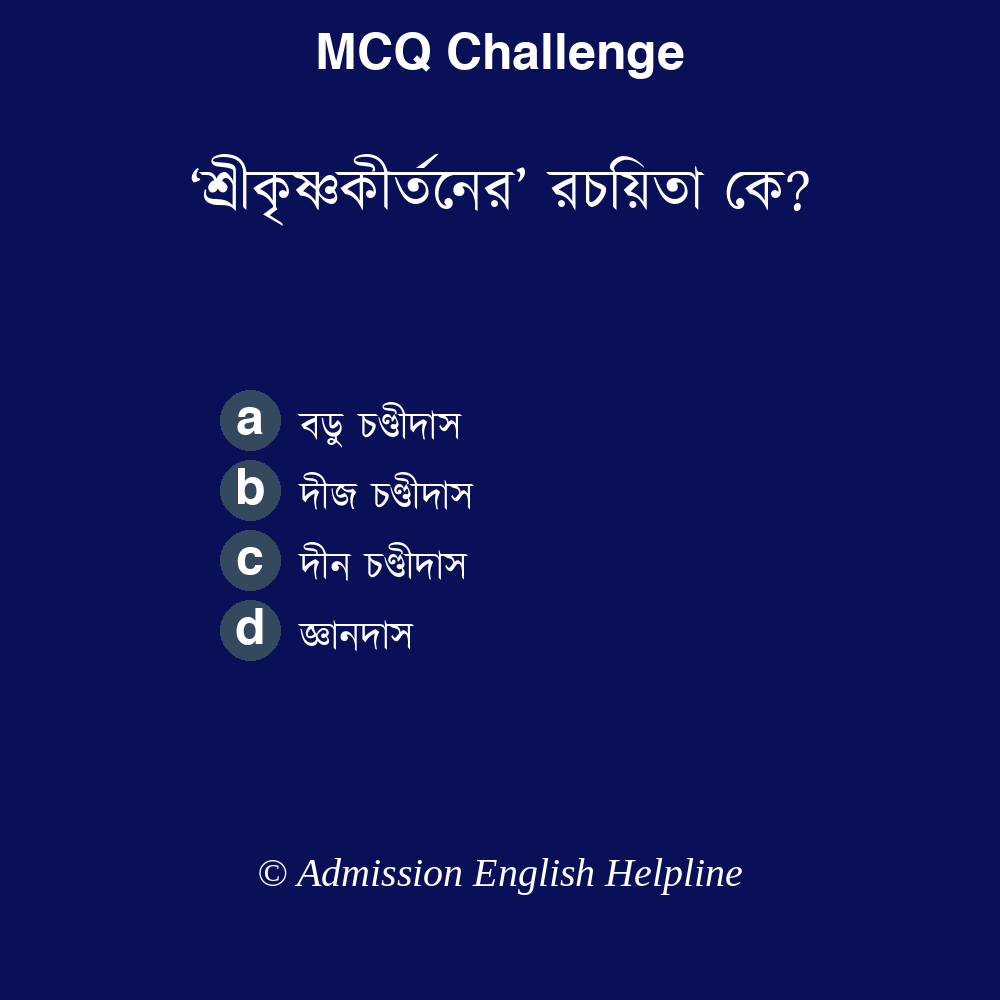 MCQ Challenge
‘শ্রীকৃষ্ণকীর্তনের’ রচয়িতা কে?
a বড়ু চণ্ডীদাস
b দীজ চণ্ডীদাস
c দীন চণ্ডীদাস
d জ্ঞানদাস
© Admission English Helpline